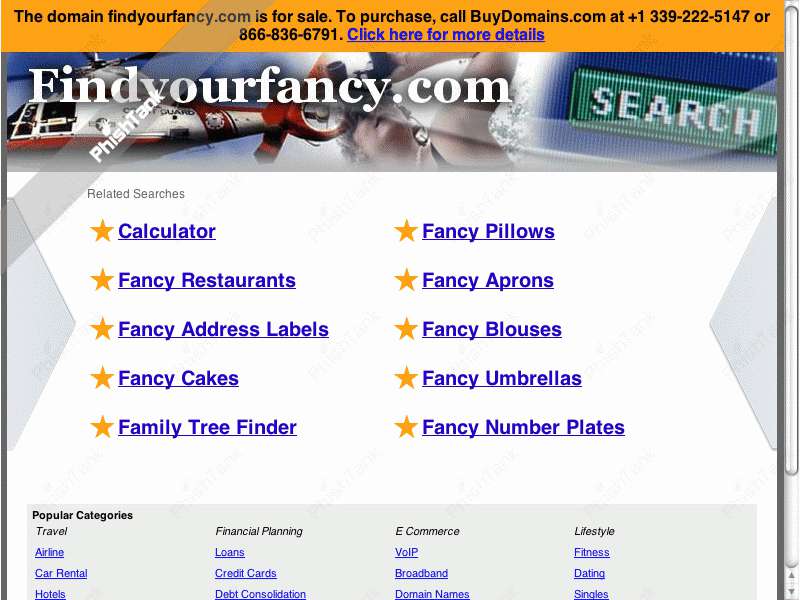 The domain findyourfancy.com is for sale. To purchase, call BuyDomains.com at +1 339-222-5147 or
866-836-6791. Click here for more details
Findyourfancy.com
SEARCH
GUARD
PhishTank
Related Searches
Calculator
Fancy Pillows
Fancy Restaurants
Fancy Aprons
Fancy Address Labels
Fancy Blouses
Fancy Cakes
Fancy Umbrellas
Family Tree Finder
Fancy Number Plates
Popular Categories
Travel Financial Planning E Commerce Lifestyle
Airline Loans VoIP Fitness
Car Rental Credit Cards Broadband Dating
Hotels Debt Consolidation Domain Names Singles